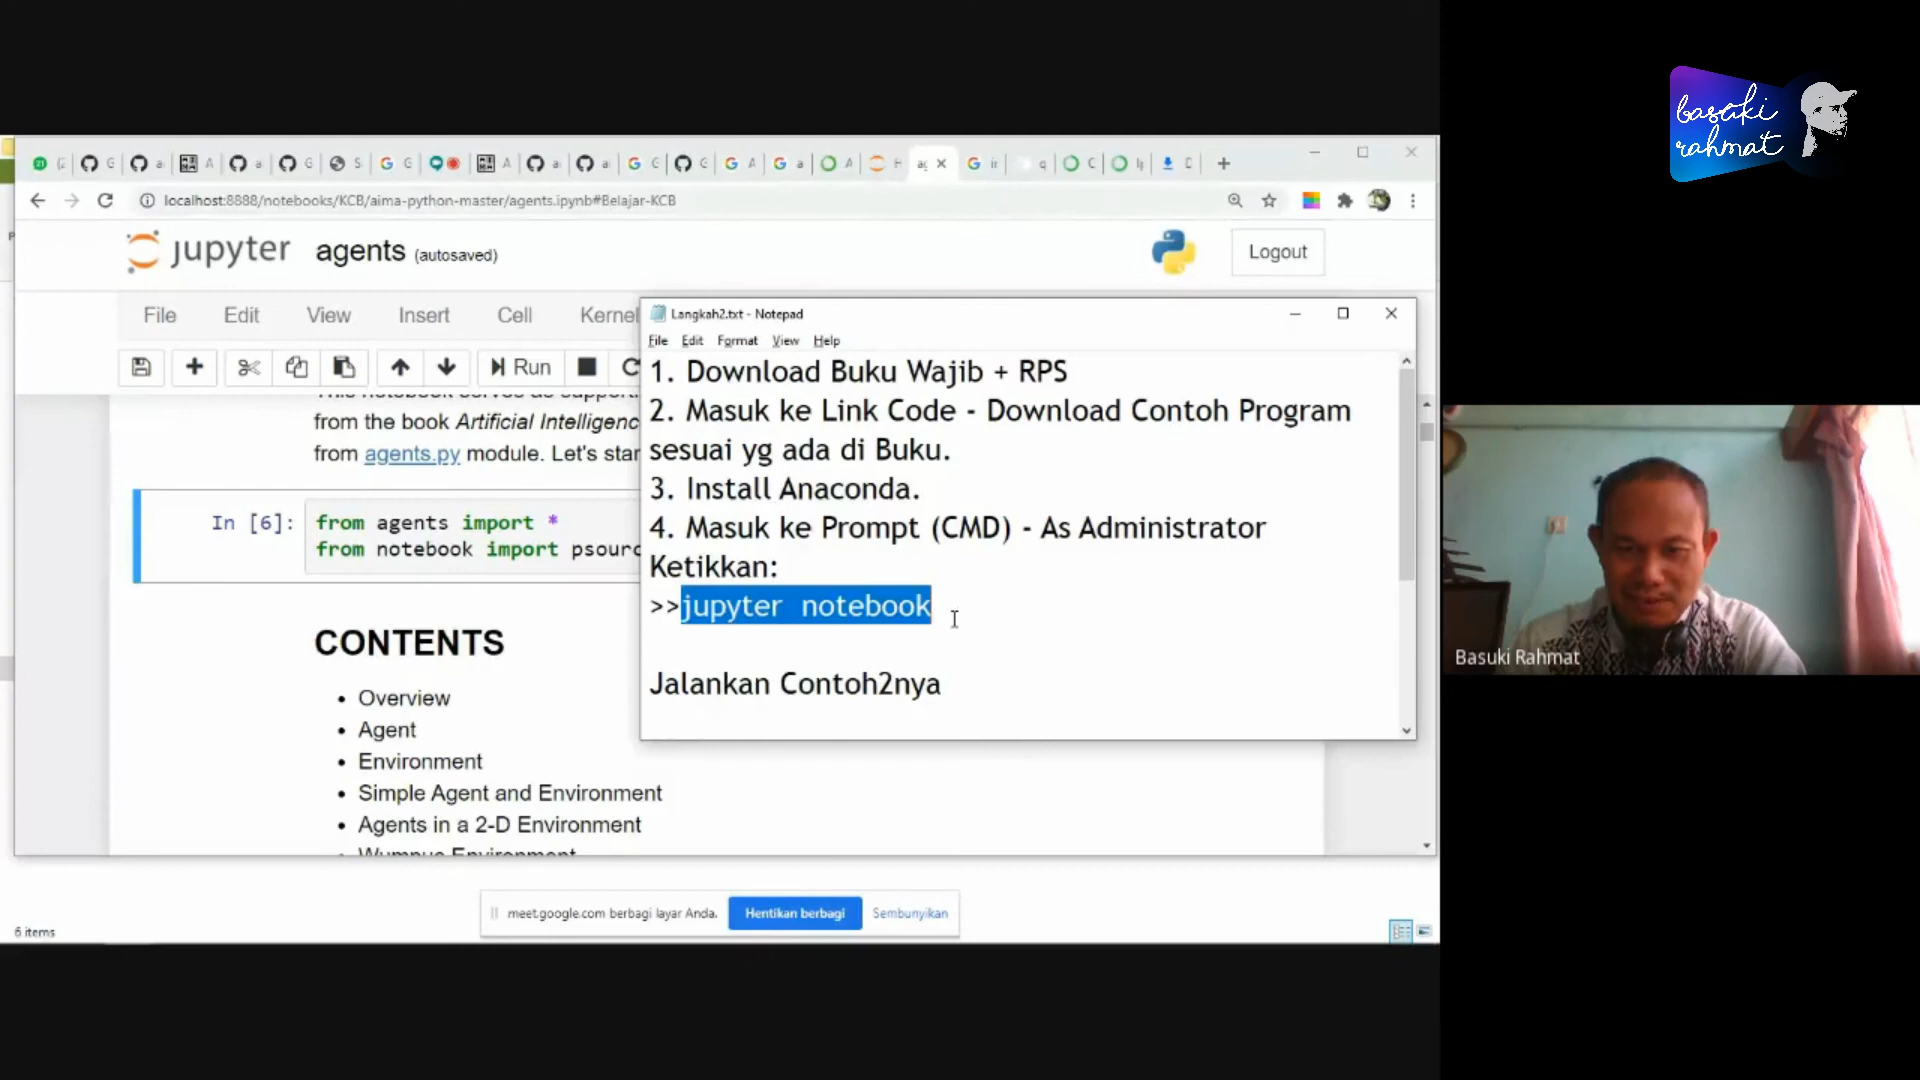 basuki
rahmat
localhost:8888/notebooks/KCB/aima-python-master/agents.ipynb#Belajar-KCB
jupyter agents (autosaved)
Logout
File Edit View Insert Cell Kernel
Run
from the book Artificial Intelligenc
from agents.py module. Let's star
In [6]: from agents import *
from notebook import psourc
CONTENTS
• Overview
• Agent
• Environment
• Simple Agent and Environment
• Agents in a 2-D Environment
Langkah2.txt - Notepad
File Edit Format View Help
1. Download Buku Wajib + RPS
2. Masuk ke Link Code - Download Contoh Program
sesuai yg ada di Buku.
3. Install Anaconda.
4. Masuk ke Prompt (CMD) - As Administrator
Ketikkan:
>>jupyter notebook
Jalankan Contoh2nya
Basuki Rahmat
meet.google.com berbagi layar Anda. Hentikan berbagi Sembunyikan
6 items